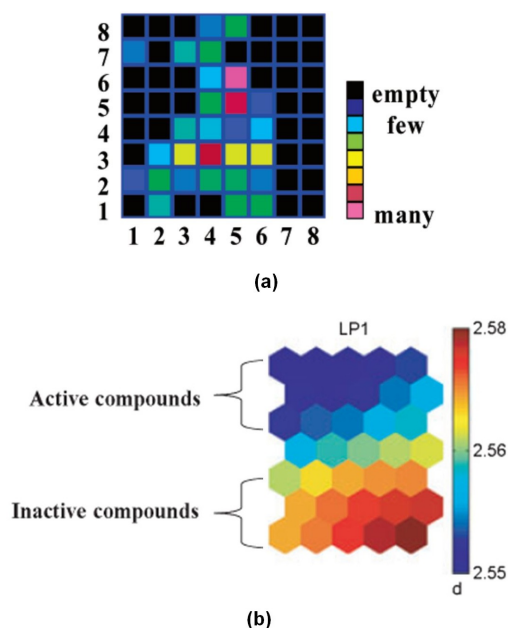 8
7
6
5
4
3
2
1
1 2 3 4 5 6 7 8
empty
few
many
(a)
LP1
Active compounds
Inactive compounds
2.58
2.56
2.55
d
(b)